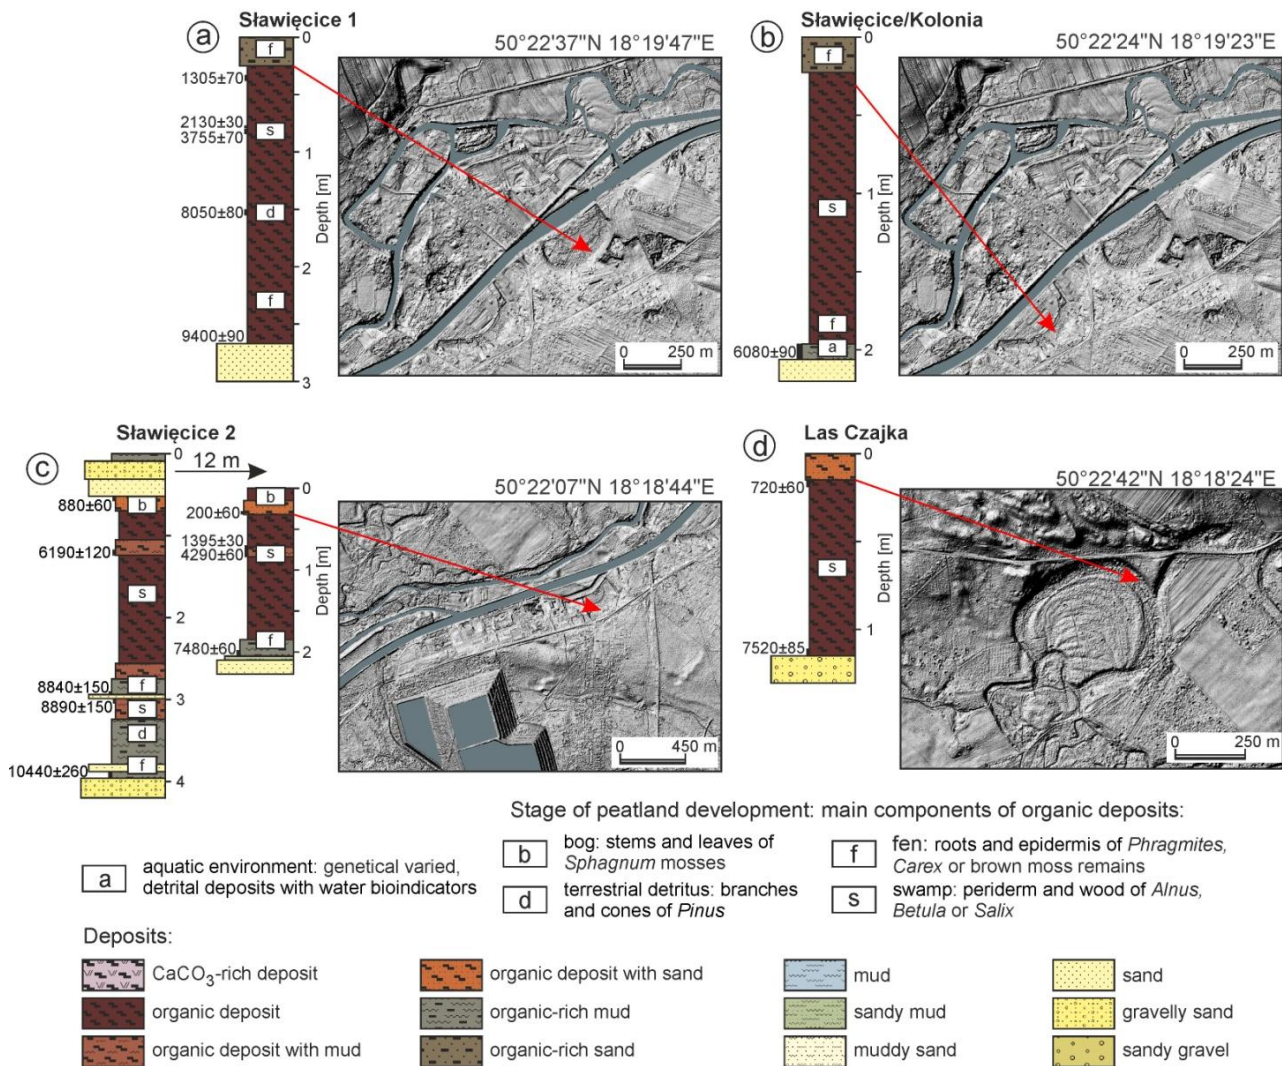 a
Sławięcice 1
50°22'37"N 18°19'47"E
f
0
1305±70
2130±30
s
3755±70
1
8050±80
d
2
f
9400±90
3
Depth [m]
0 250 m
b
Sławięcice/Kolonia
50°22'24"N 18°19'23"E
f
0
1
s
f
a
6080±90
2
Depth [m]
0 250 m
c
Sławięcice 2
12 m
50°22'07"N 18°18'44"E
0
880±60
b
6190±120
s
2
8840±150
f
3
8890±150
s
d
f
10440±260
4
0
b
200±60
1395±30
4290±60
s
1
f
7480±60
2
Depth [m]
0 450 m
d
Las Czajka
50°22'42"N 18°18'24"E
0
720±60
s
1
7520±85
Depth [m]
0 250 m
Stage of peatland development: main components of organic deposits:
a aquatic environment: genetical varied,
detrital deposits with water bioindicators
b bog: stems and leaves of
Sphagnum mosses
d terrestrial detritus: branches
and cones of Pinus
f fen: roots and epidermis of Phragmites,
Carex or brown moss remains
s swamp: periderm and wood of Alnus,
Betula or Salix
Deposits:
CaCO₃-rich deposit
organic deposit
organic deposit with mud
organic deposit with sand
organic-rich mud
organic-rich sand
mud
sandy mud
muddy sand
sand
gravelly sand
sandy gravel